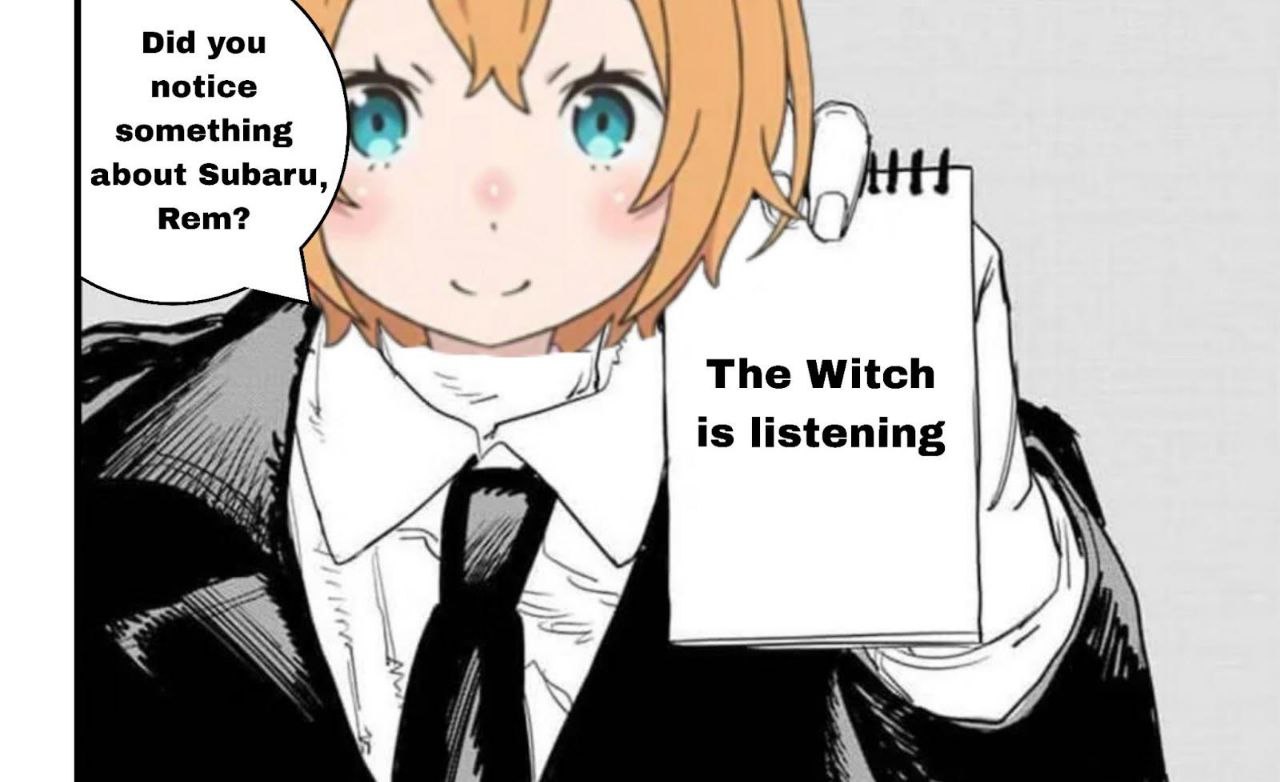 Did you
notice
something
about Subaru,
Rem?
The Witch
is listening